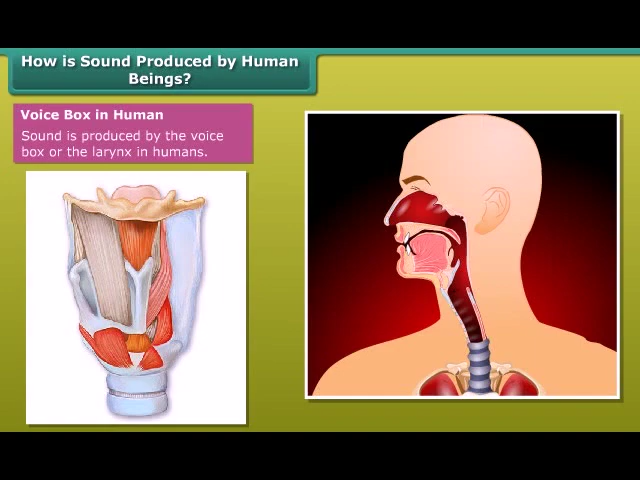 How is Sound Produced by Human
Beings?
Voice Box in Human
Sound is produced by the voice
box or the larynx in humans.